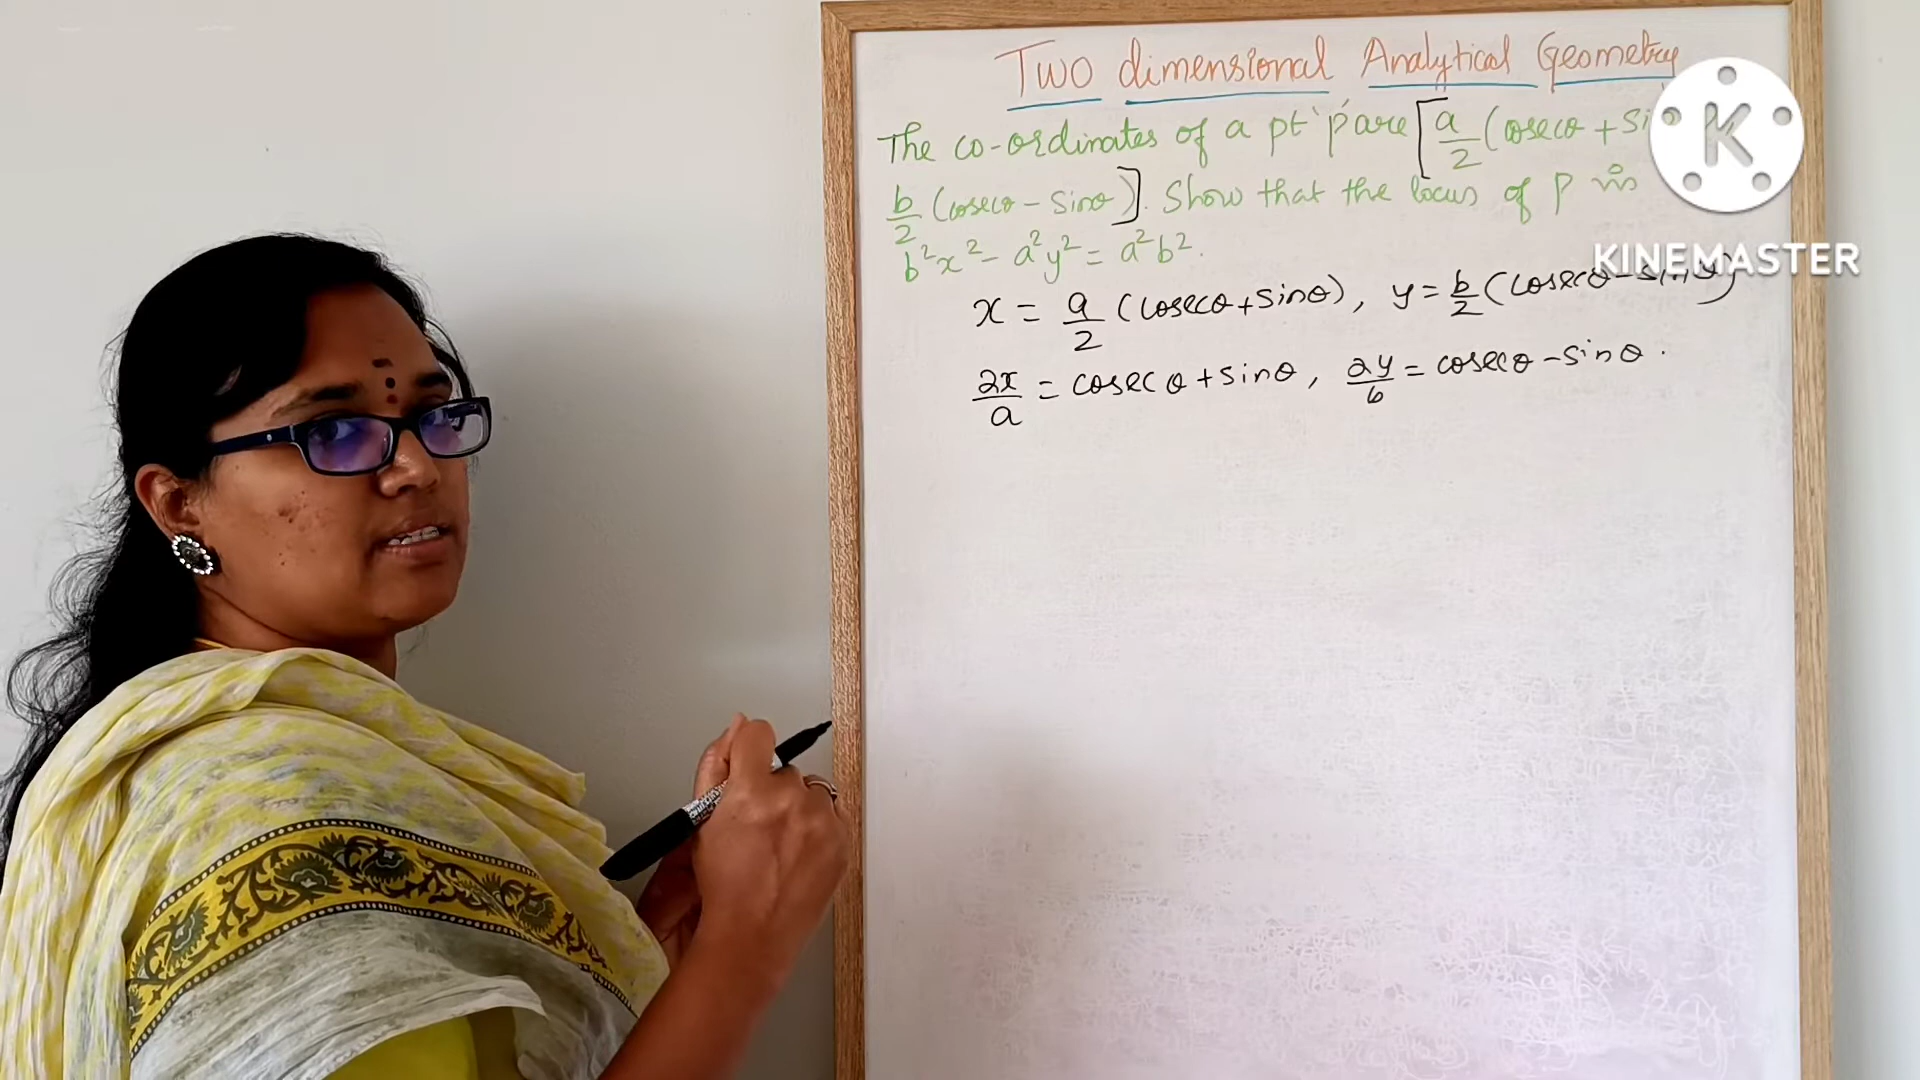 Two dimensional Analytical Geometry
The co-ordinates of a pt 'p' are [a/2 (cosecθ + si
b/2 (cosecθ - sinθ)]. Show that the locus of P is
b²x² - a²y² = a²b².
x = a/2 (cosecθ + sinθ), y = b/2 (cosecθ - sinθ)
2x/a = cosecθ + sinθ, 2y/b = cosecθ - sinθ.
K
KINEMASTER